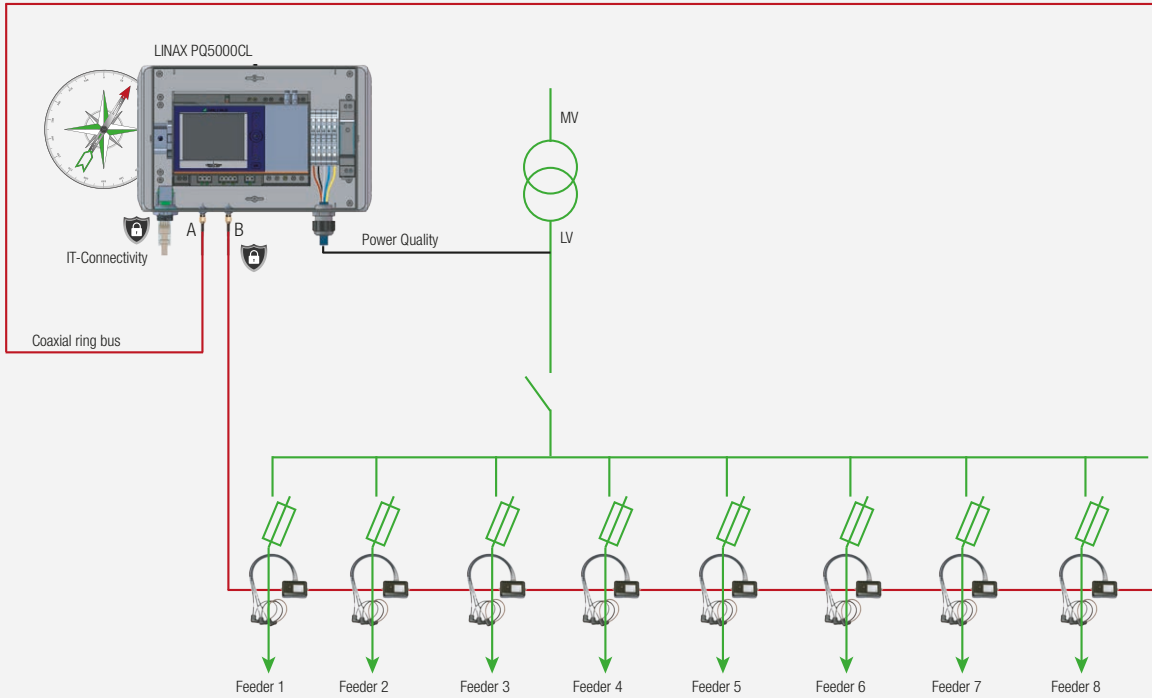 LINAX PQ5000CL
MV
A
B
Power Quality
LV
IT-Connectivity
Coaxial ring bus
Feeder 1
Feeder 2
Feeder 3
Feeder 4
Feeder 5
Feeder 6
Feeder 7
Feeder 8